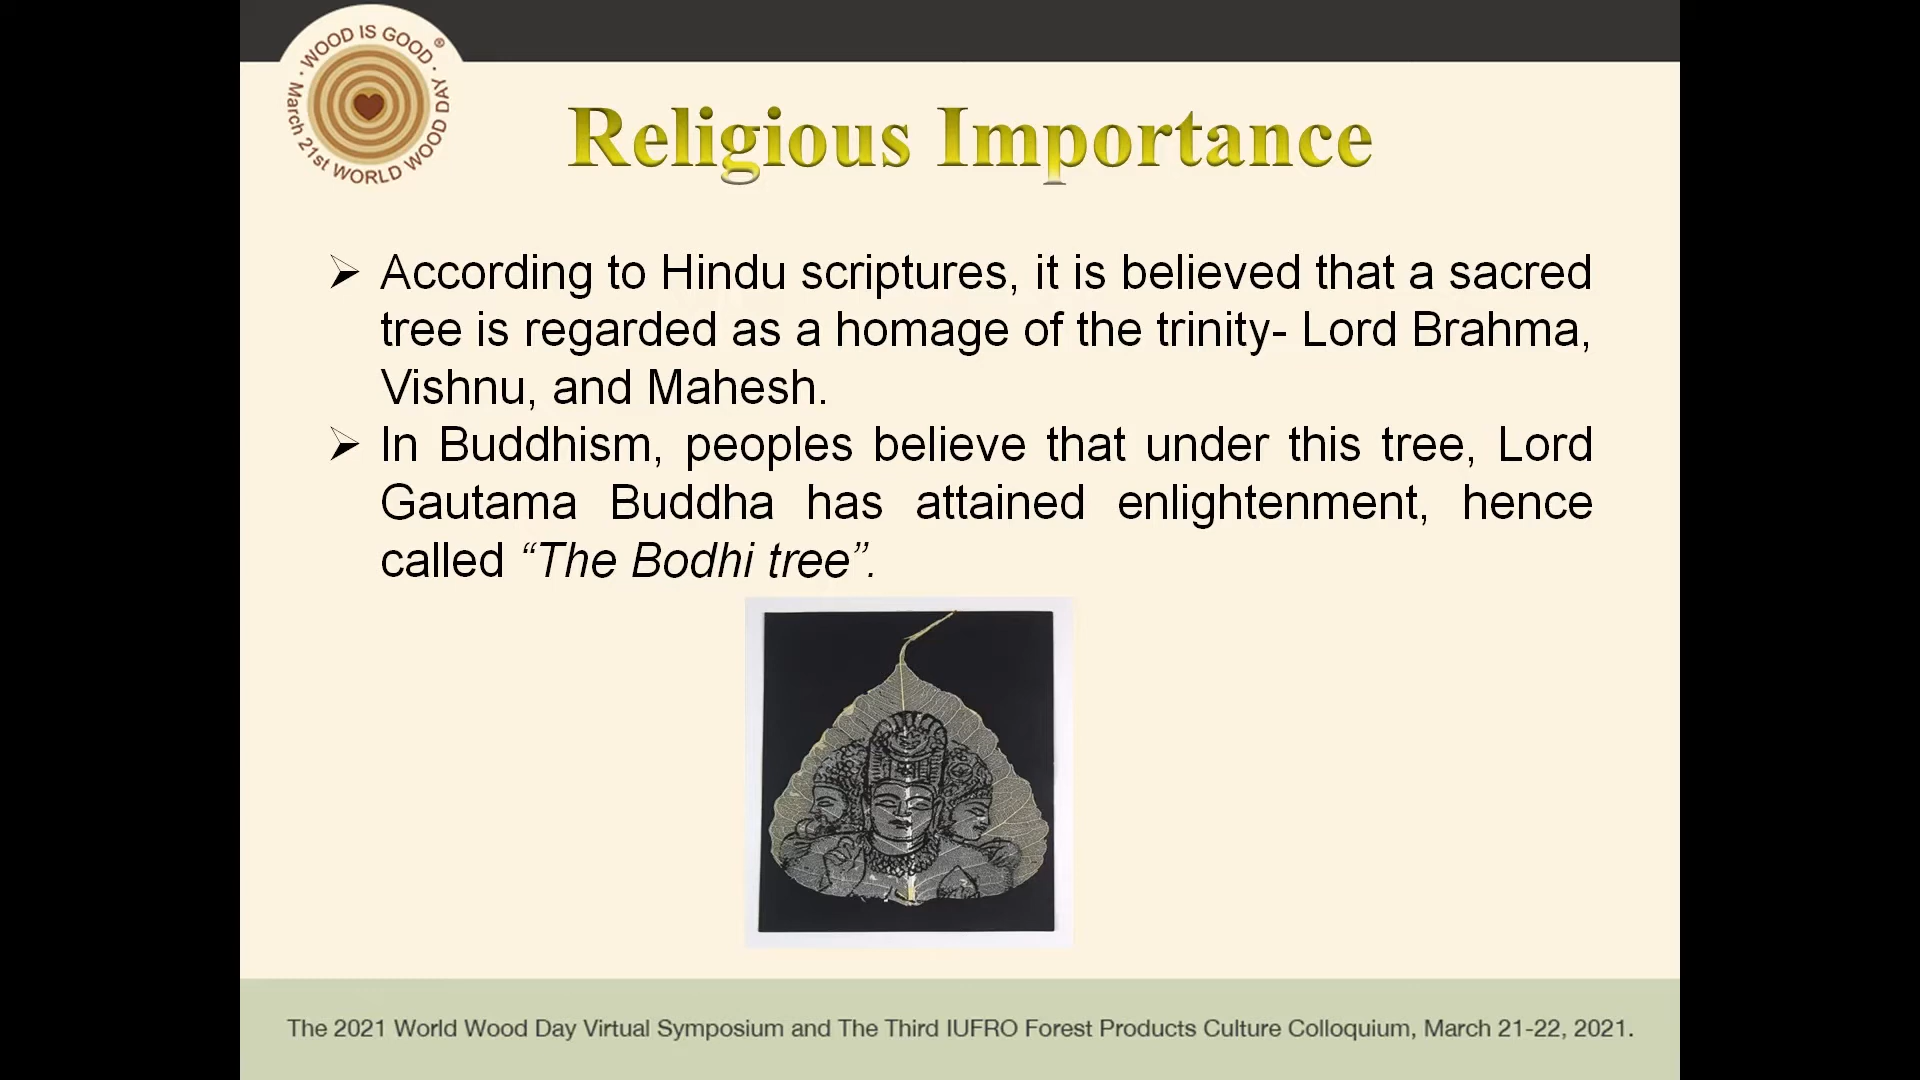 WOOD IS GOOD ®
March 21st WORLD WOOD DAY
Religious Importance
➢ According to Hindu scriptures, it is believed that a sacred
tree is regarded as a homage of the trinity- Lord Brahma,
Vishnu, and Mahesh.
➢ In Buddhism, peoples believe that under this tree, Lord
Gautama Buddha has attained enlightenment, hence
called “The Bodhi tree”.
The 2021 World Wood Day Virtual Symposium and The Third IUFRO Forest Products Culture Colloquium, March 21-22, 2021.